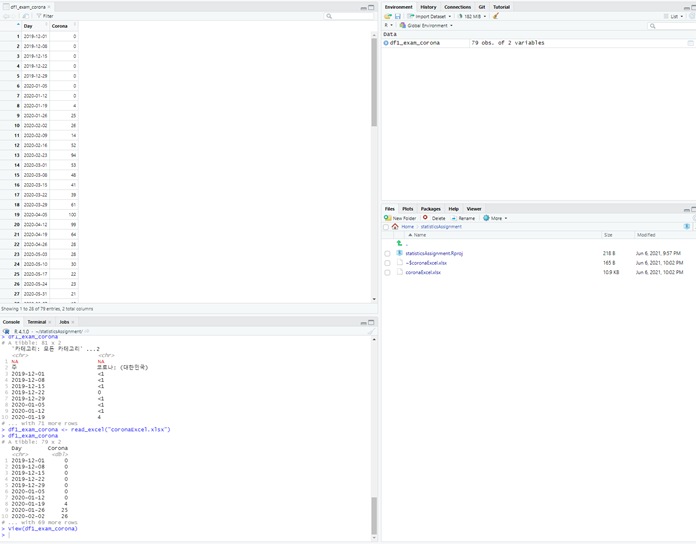 df1_exam_corona
Filter
Day Corona
1 2019-12-01 0
2 2019-12-08 0
3 2019-12-15 0
4 2019-12-22 0
5 2019-12-29 0
6 2020-01-05 0
7 2020-01-12 0
8 2020-01-19 4
9 2020-01-26 25
10 2020-02-02 26
11 2020-02-09 14
12 2020-02-16 52
13 2020-02-23 94
14 2020-03-01 53
15 2020-03-08 48
16 2020-03-15 41
17 2020-03-22 39
18 2020-03-29 61
19 2020-04-05 100
20 2020-04-12 99
21 2020-04-19 64
22 2020-04-26 28
23 2020-05-03 28
24 2020-05-10 33
25 2020-05-17 22
26 2020-05-24 23
27 2020-05-31 21
Showing 1 to 28 of 79 entries, 2 total columns
Console Terminal Jobs
R 4.1.0 · ~/statisticsAssignment/
> df1_exam_corona
# A tibble: 81 x 2
`카테고리: 모든 카테고리` ...2
<chr> <chr>
1 NA NA
2 주 코로나: (대한민국)
3 2019-12-01 <1
4 2019-12-08 <1
5 2019-12-15 <1
6 2019-12-22 0
7 2019-12-29 <1
8 2020-01-05 <1
9 2020-01-12 <1
10 2020-01-19 4
# ... with 71 more rows
> df1_exam_corona <- read_excel("coronaExcel.xlsx")
> df1_exam_corona
# A tibble: 79 x 2
Day Corona
<chr> <dbl>
1 2019-12-01 0
2 2019-12-08 0
3 2019-12-15 0
4 2019-12-22 0
5 2019-12-29 0
6 2020-01-05 0
7 2020-01-12 0
8 2020-01-19 4
9 2020-01-26 25
10 2020-02-02 26
# ... with 69 more rows
> View(df1_exam_corona)
>
Environment History Connections Git Tutorial
Import Dataset 182 MiB List
R Global Environment
Data
df1_exam_corona 79 obs. of 2 variables
Files Plots Packages Help Viewer
New Folder Delete Rename More
Home statisticsAssignment
Name Size Modified
..
statisticsAssignment.Rproj 218 B Jun 6, 2021, 9:57 PM
~$coronaExcel.xlsx 165 B Jun 6, 2021, 10:02 PM
coronaExcel.xlsx 10.9 KB Jun 6, 2021, 10:02 PM